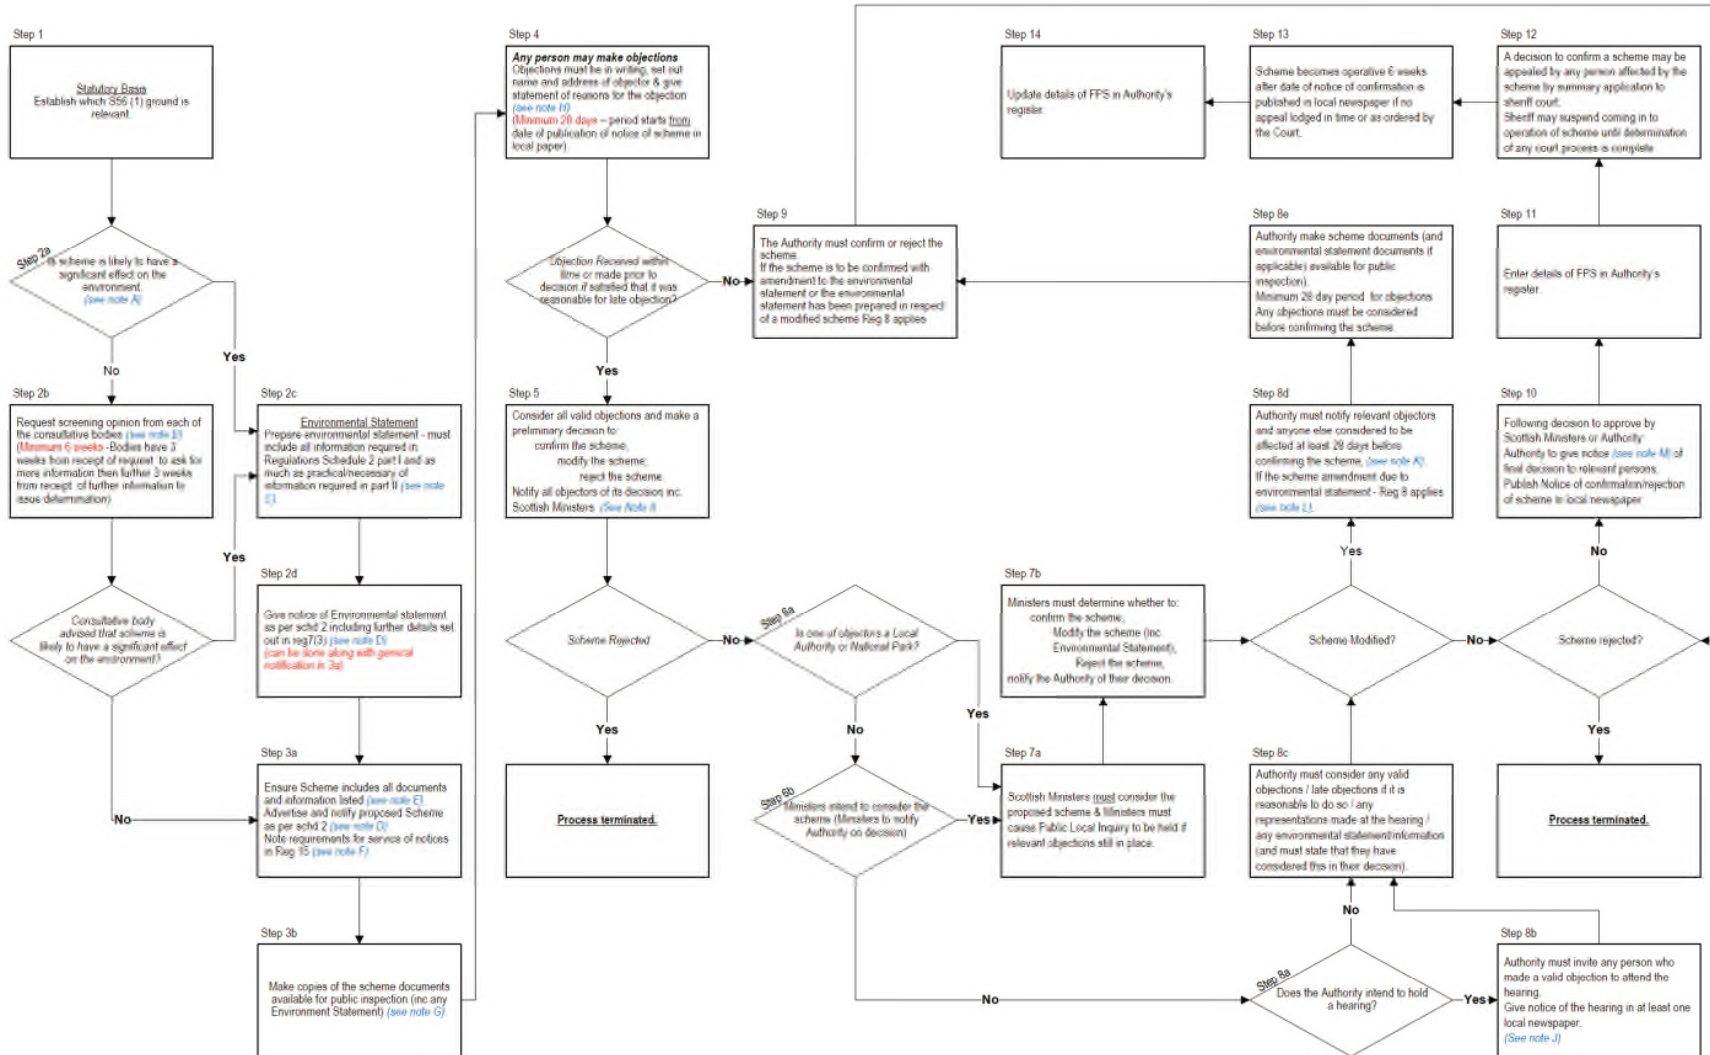 Step 1
Statutory Basis
Establish which S56 (1) ground is
relevant.
Step 2a
Is scheme is likely to have a
significant effect on the
environment.
(see note A)
Yes
No
Step 2b
Request screening opinion from each of
the consultative bodies (see note B)
(Minimum 6 weeks -Bodies have 3
weeks from receipt of request to ask for
more information then further 3 weeks
from receipt of further information to
issue determination)
Consultative body
advised that scheme is
likely to have a significant effect
on the environment?
Yes
No
Step 2c
Environmental Statement
Prepare environmental statement - must
include all information required in
Regulations Schedule 2 part I and as
much as practical/necessary of
information required in part II (see note
C).
Step 2d
Give notice of Environmental statement
as per schd 2 including further details set
out in reg7(3) (see note D)
(can be done along with general
notification in 3a)
Step 3a
Ensure Scheme includes all documents
and information listed (see note E).
Advertise and notify proposed Scheme
as per schd 2 (see note D)
Note requirements for service of notices
in Reg 15 (see note F)
Step 3b
Make copies of the scheme documents
available for public inspection (inc any
Environment Statement) (see note G).
Step 4
Any person may make objections
Objections must be in writing, set out
name and address of objector & give
statement of reasons for the objection
(see note H)
(Minimum 28 days – period starts from
date of publication of notice of scheme in
local paper).
Objection Received within
time or made prior to
decision if satisfied that it was
reasonable for late objection?
No
Yes
Step 5
Consider all valid objections and make a
preliminary decision to:
confirm the scheme,
modify the scheme;
reject the scheme.
Notify all objectors of its decision inc.
Scottish Ministers (See Note I)
Scheme Rejected
No
Yes
Process terminated.
Step 6a
Is one of objectors a Local
Authority or National Park?
Yes
No
Step 6b
Ministers intend to consider the
scheme (Ministers to notify
Authority on decision)
Yes
No
Step 7a
Scottish Ministers must consider the
proposed scheme & Ministers must
cause Public Local Inquiry to be held if
relevant objections still in place.
Step 7b
Ministers must determine whether to:
confirm the scheme;
Modify the scheme (inc.
Environmental Statement),
Reject the scheme,
notify the Authority of their decision.
Step 8a
Does the Authority intend to hold
a hearing?
No
Yes
Step 8b
Authority must invite any person who
made a valid objection to attend the
hearing.
Give notice of the hearing in at least one
local newspaper.
(See note J)
Step 8c
Authority must consider any valid
objections / late objections if it is
reasonable to do so / any
representations made at the hearing /
any environmental statement/information
(and must state that they have
considered this in their decision).
Scheme Modified?
Yes
No
Step 8d
Authority must notify relevant objectors
and anyone else considered to be
affected at least 28 days before
confirming the scheme, (see note K).
If the scheme amendment due to
environmental statement - Reg 8 applies
(see note L).
Step 8e
Authority make scheme documents (and
environmental statement documents if
applicable) available for public
inspection).
Minimum 28 day period for objections
Any objections must be considered
before confirming the scheme.
Step 9
The Authority must confirm or reject the
scheme.
If the scheme is to be confirmed with
amendment to the environmental
statement or the environmental
statement has been prepared in respect
of a modified scheme Reg 8 applies
Scheme rejected?
No
Yes
Process terminated.
Step 10
Following decision to approve by
Scottish Ministers or Authority:
Authority to give notice (see note M) of
final decision to relevant persons.
Publish Notice of confirmation/rejection
of scheme in local newspaper
Step 11
Enter details of FPS in Authority's
register.
Step 12
A decision to confirm a scheme may be
appealed by any person affected by the
scheme by summary application to
sheriff court.
Sheriff may suspend coming in to
operation of scheme until determination
of any court process is complete
Step 13
Scheme becomes operative 6 weeks
after date of notice of confirmation is
published in local newspaper if no
appeal lodged in time or as ordered by
the Court.
Step 14
Update details of FPS in Authority's
register.